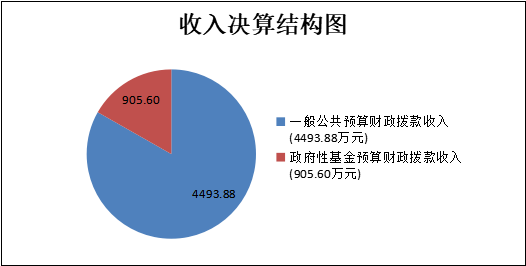 收入决算结构图
905.60
4493.88
一般公共预算财政拨款收入
(4493.88万元)
政府性基金预算财政拨款收入
(905.60万元)